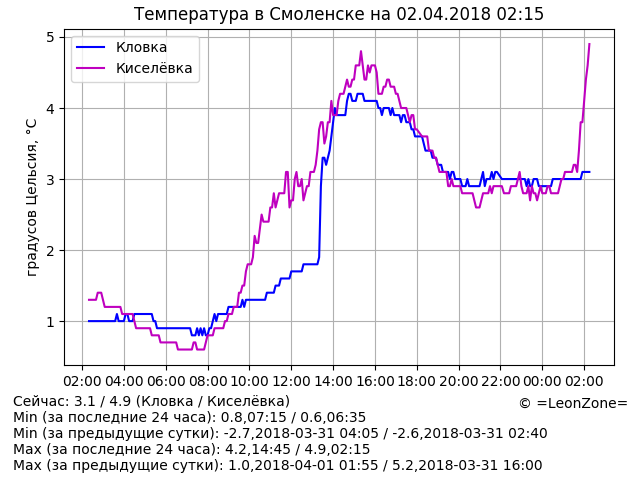 Температура в Смоленске на 02.04.2018 02:15
градусов Цельсия, °C
5
4
3
2
1
Кловка
Киселёвка
02:00 04:00 06:00 08:00 10:00 12:00 14:00 16:00 18:00 20:00 22:00 00:00 02:00
Сейчас: 3.1 / 4.9 (Кловка / Киселёвка)
© =LeonZone=
Min (за последние 24 часа): 0.8,07:15 / 0.6,06:35
Min (за предыдущие сутки): -2.7,2018-03-31 04:05 / -2.6,2018-03-31 02:40
Max (за последние 24 часа): 4.2,14:45 / 4.9,02:15
Max (за предыдущие сутки): 1.0,2018-04-01 01:55 / 5.2,2018-03-31 16:00